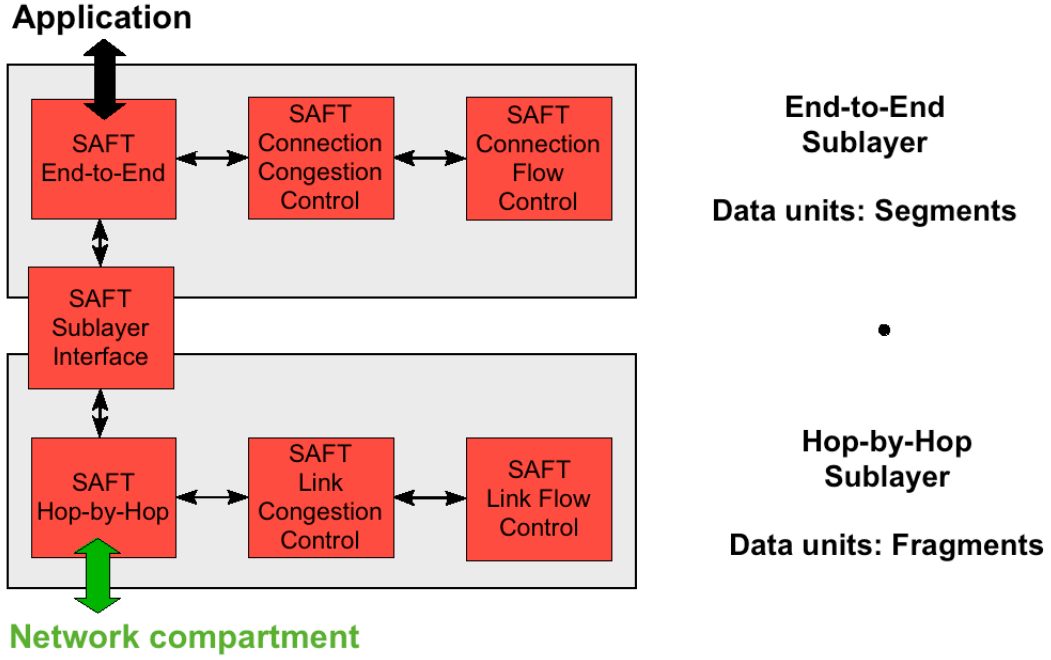 Application
SAFT
End-to-End
SAFT
Connection
Congestion
Control
SAFT
Connection
Flow
Control
End-to-End
Sublayer
Data units: Segments
SAFT
Sublayer
Interface
SAFT
Hop-by-Hop
SAFT
Link
Congestion
Control
SAFT
Link Flow
Control
Hop-by-Hop
Sublayer
Data units: Fragments
Network compartment